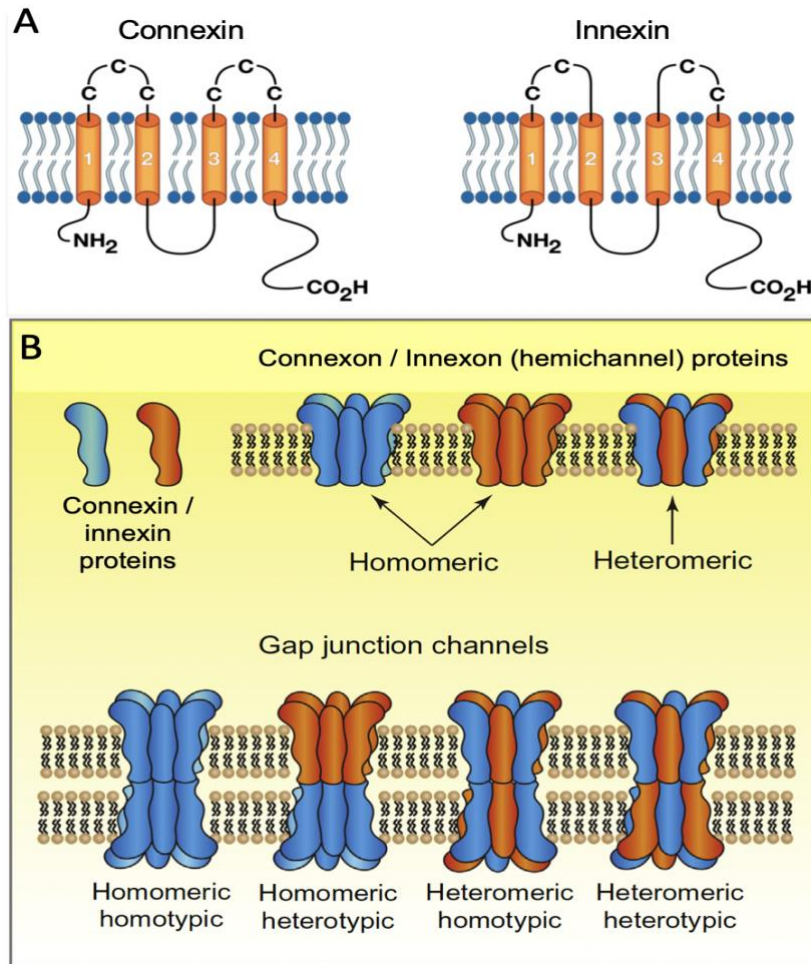 A
Connexin
Innexin
C C C C C C
C C C C
1 2 3 4
1 2 3 4
NH2
CO2H
NH2
CO2H
B
Connexon / Innexon (hemichannel) proteins
Connexin /
innexin
proteins
Homomeric
Heteromeric
Gap junction channels
Homomeric
homotypic
Homomeric
heterotypic
Heteromeric
homotypic
Heteromeric
heterotypic